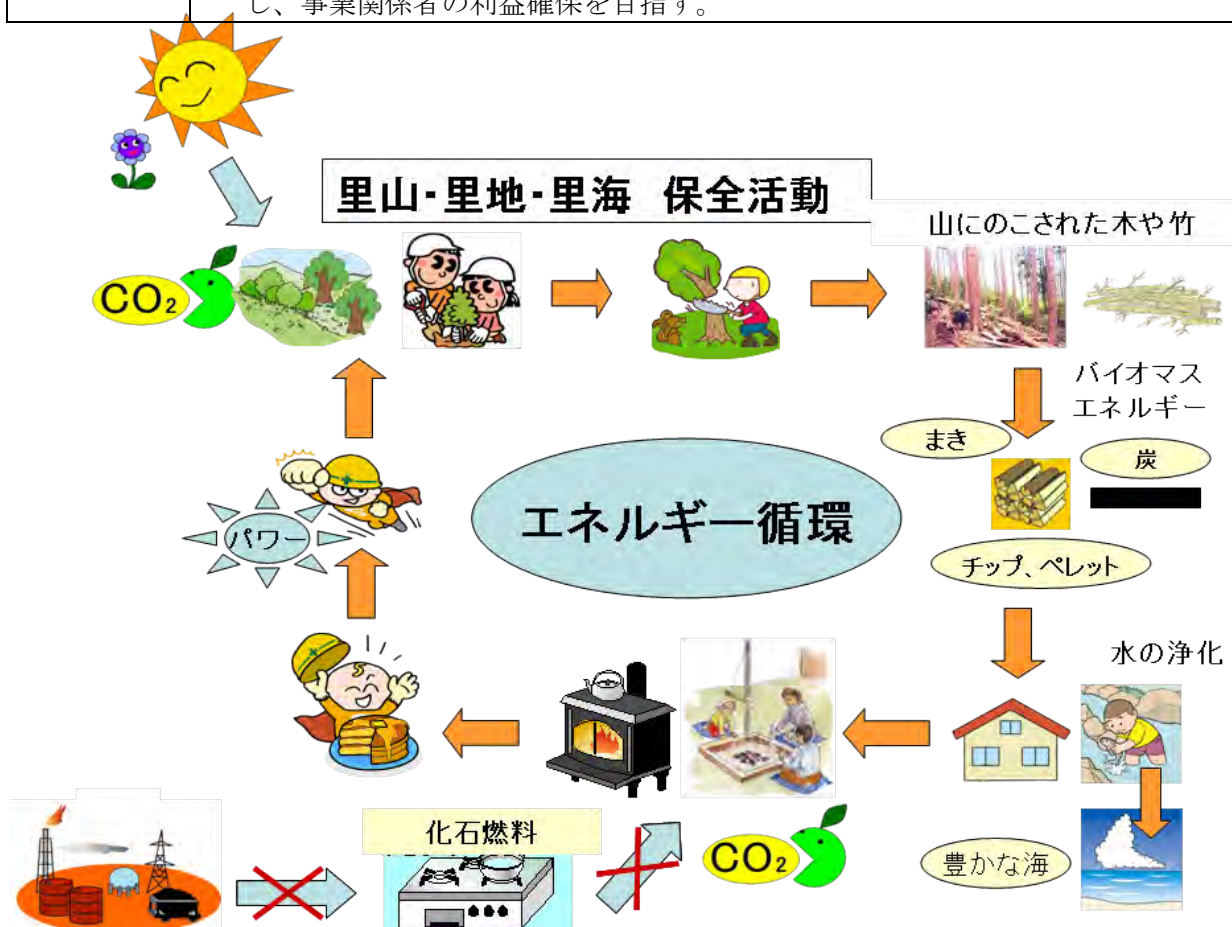 し、事業関係者の利益確保を目指す。
里山・里地・里海 保全活動
山にのこされた木や竹
CO₂
バイオマス
エネルギー
まき
炭
エネルギー循環
パワー
チップ、ペレット
水の浄化
化石燃料
CO₂
豊かな海